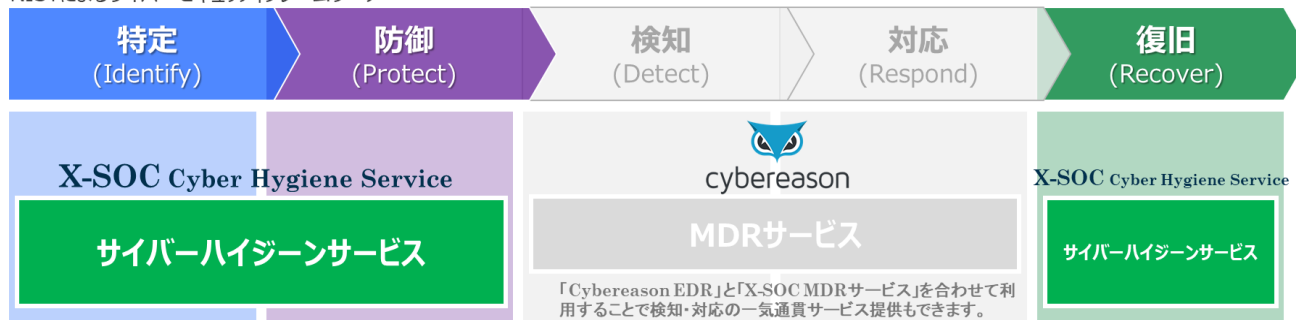 特定
(Identify)
防御
(Protect)
検知
(Detect)
対応
(Respond)
復旧
(Recover)
X-SOC Cyber Hygiene Service
サイバーハイジーンサービス
cybereason
MDRサービス
「Cybereason EDR」と「X-SOC MDRサービス」を合わせて利
用することで検知・対応の一気通貫サービス提供もできます。
X-SOC Cyber Hygiene Service
サイバーハイジーンサービス